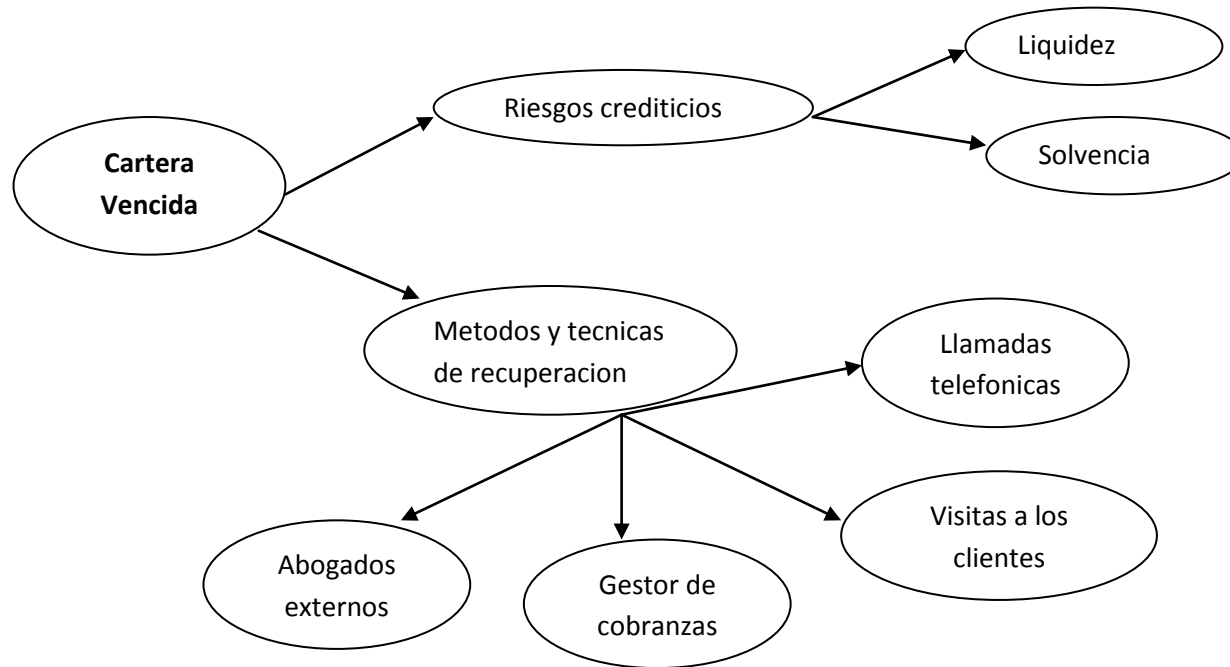 Liquidez
Riesgos crediticios
Solvencia
Cartera
Vencida
Metodos y tecnicas
de recuperacion
Llamadas
telefonicas
Visitas a los
clientes
Abogados
externos
Gestor de
cobranzas